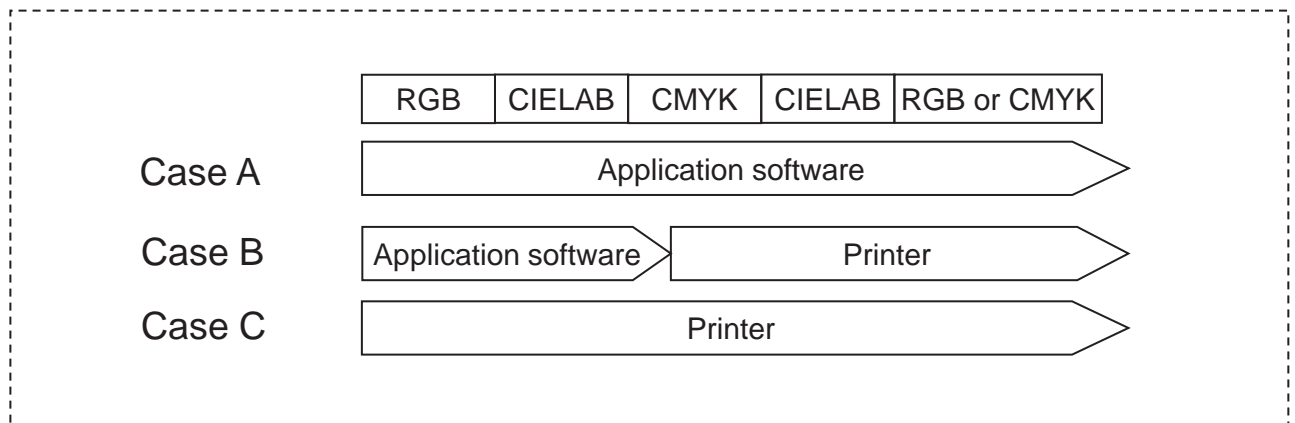 RGB CIELAB CMYK CIELAB RGB or CMYK
Case A Application software
Case B Application software Printer
Case C Printer